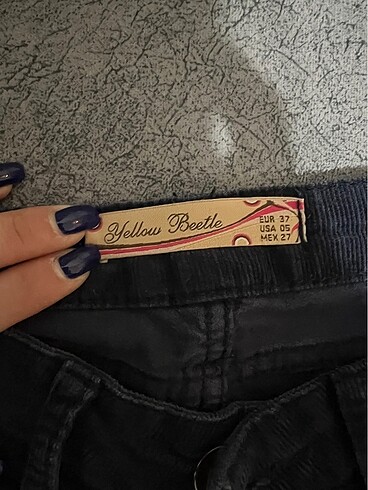 Yellow Beetle
EUR 37
USA 05
MEX 27